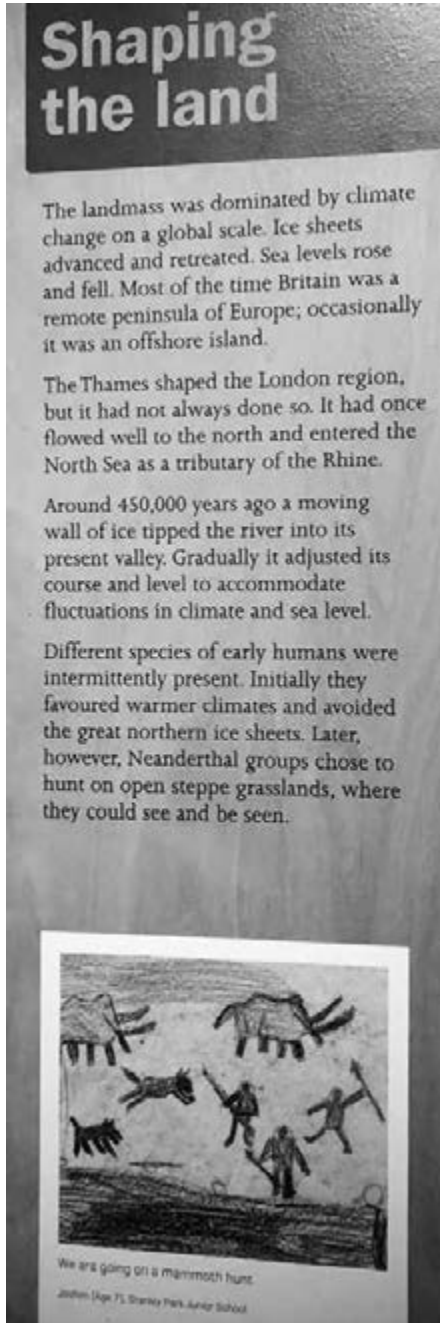 Shaping
the land
The landmass was dominated by climate
change on a global scale. Ice sheets
advanced and retreated. Sea levels rose
and fell. Most of the time Britain was a
remote peninsula of Europe; occasionally
it was an offshore island.
The Thames shaped the London region,
but it had not always done so. It had once
flowed well to the north and entered the
North Sea as a tributary of the Rhine.
Around 450,000 years ago a moving
wall of ice tipped the river into its
present valley. Gradually it adjusted its
course and level to accommodate
fluctuations in climate and sea level.
Different species of early humans were
intermittently present. Initially they
favoured warmer climates and avoided
the great northern ice sheets. Later,
however, Neanderthal groups chose to
hunt on open steppe grasslands, where
they could see and be seen.
We are going on a mammoth hunt
(Age 7), Stanley Park Junior School